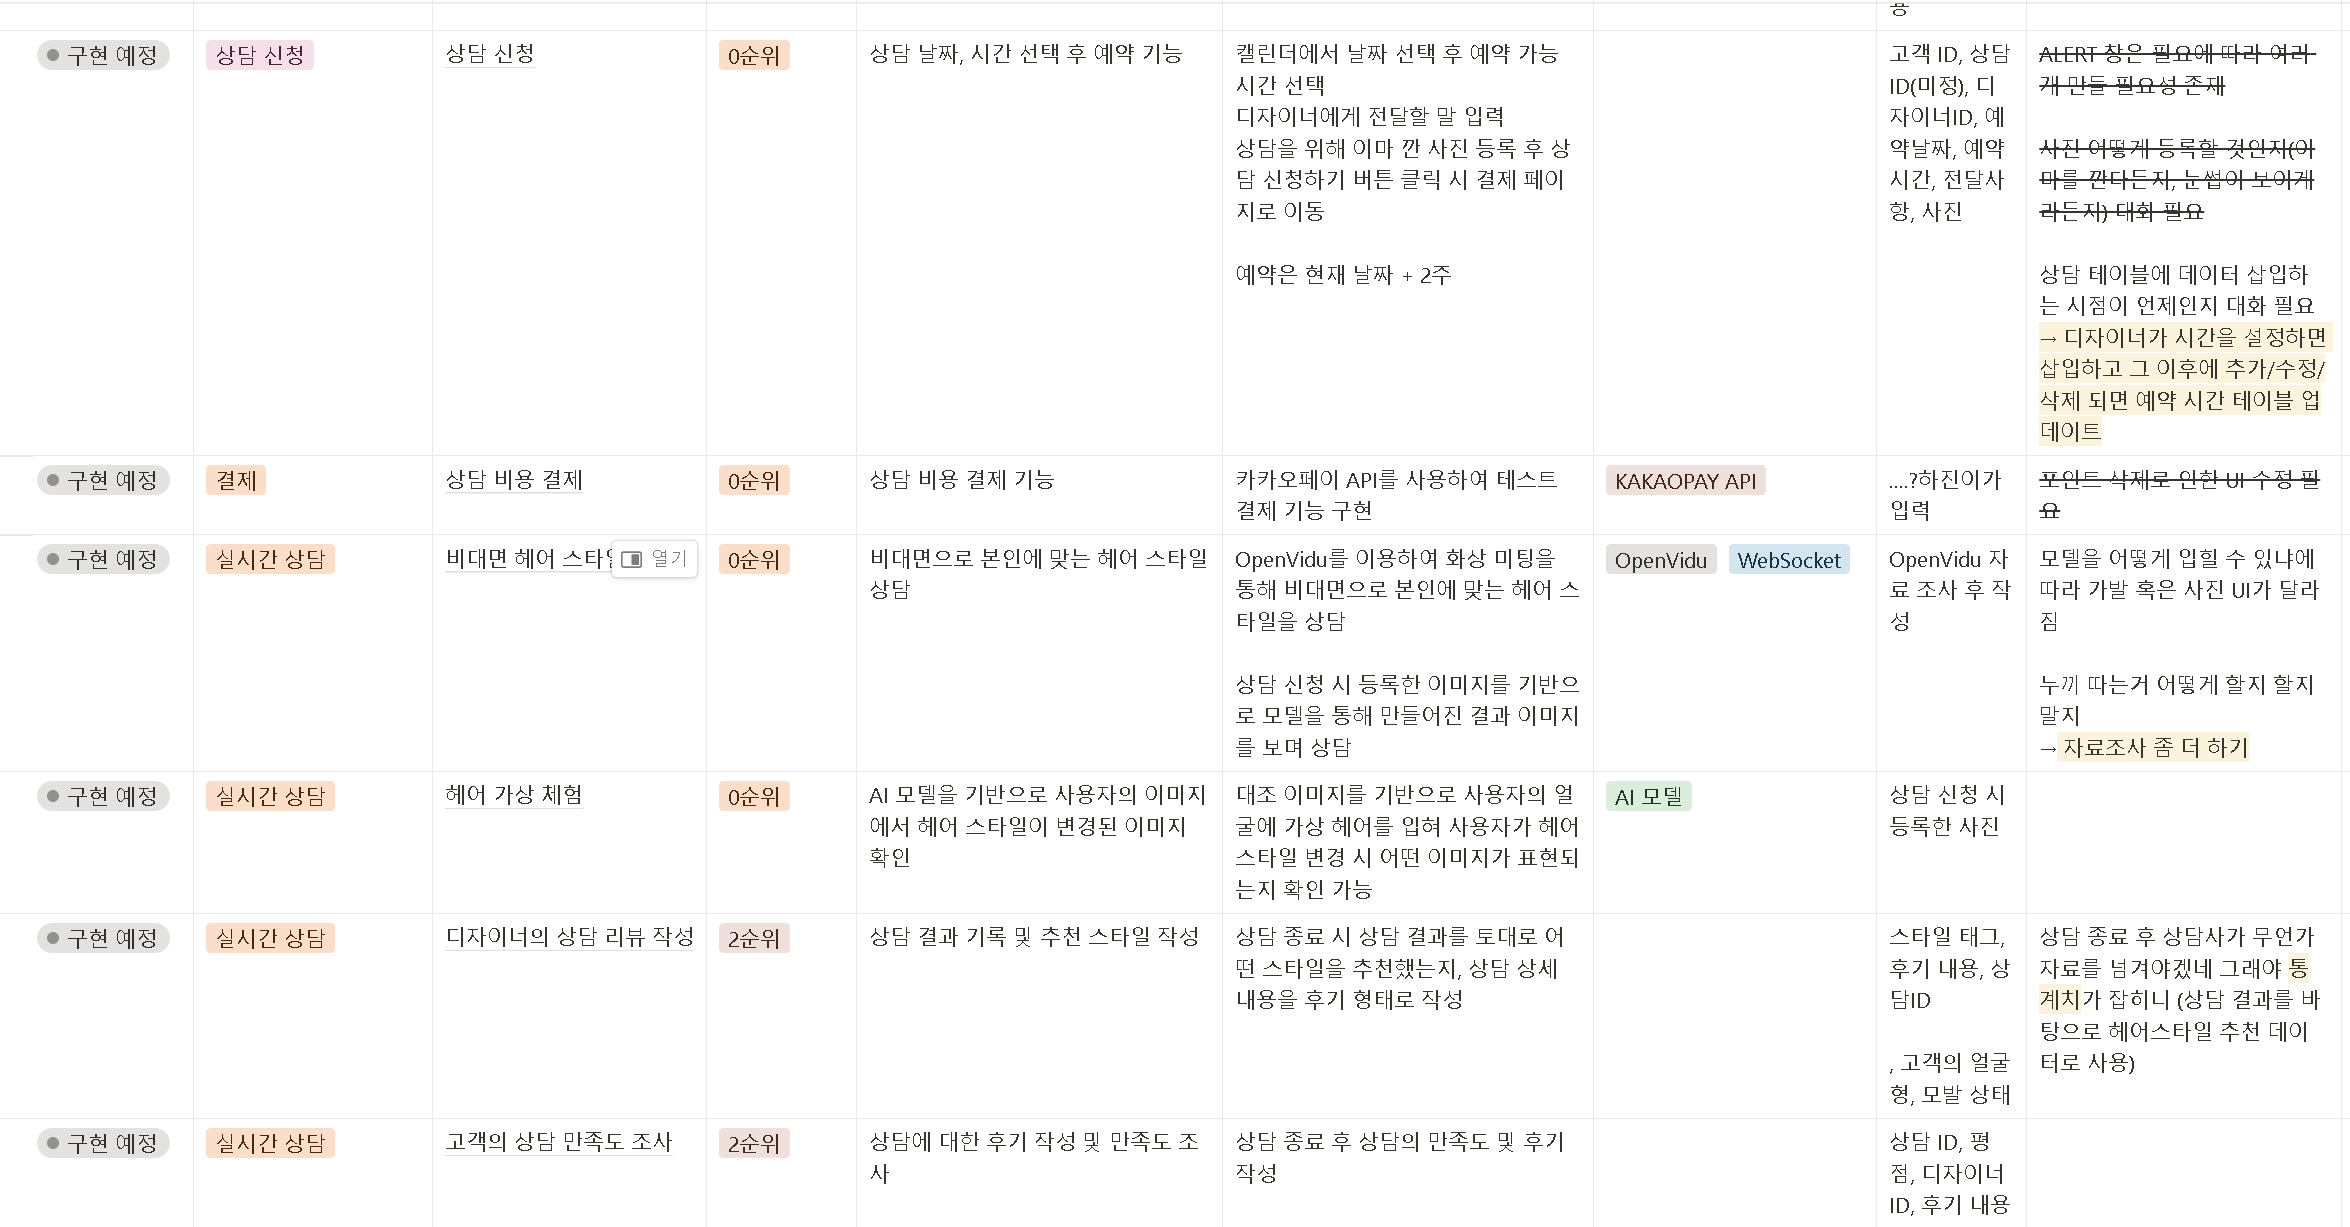 용
구현 예정
상담 신청
상담 신청
0순위
상담 날짜, 시간 선택 후 예약 기능
캘린더에서 날짜 선택 후 예약 가능
시간 선택
디자이너에게 전달할 말 입력
상담을 위해 이마 깐 사진 등록 후 상
담 신청하기 버튼 클릭 시 결제 페이
지로 이동
예약은 현재 날짜 + 2주
고객 ID, 상담
ID(미정), 디
자이너ID, 예
약날짜, 예약
시간, 전달사
항, 사진
ALERT 창은 필요에 따라 여러
개 만들 필요성 존재
사진 어떻게 등록할 것인지(이
마를 깐다든지, 눈썹이 보이게
라든지) 대화 필요
상담 테이블에 데이터 삽입하
는 시점이 언제인지 대화 필요
→ 디자이너가 시간을 설정하면
삽입하고 그 이후에 추가/수정/
삭제 되면 예약 시간 테이블 업
데이트
구현 예정
결제
상담 비용 결제
0순위
상담 비용 결제 기능
카카오페이 API를 사용하여 테스트
결제 기능 구현
KAKAOPAY API
....?하진이가
입력
포인트 삭제로 인한 UI 수정 필
요
구현 예정
실시간 상담
비대면 헤어 스타일
열기
0순위
비대면으로 본인에 맞는 헤어 스타일
상담
OpenVidu를 이용하여 화상 미팅을
통해 비대면으로 본인에 맞는 헤어 스
타일을 상담
상담 신청 시 등록한 이미지를 기반으
로 모델을 통해 만들어진 결과 이미지
를 보며 상담
OpenVidu
WebSocket
OpenVidu 자
료 조사 후 작
성
모델을 어떻게 입힐 수 있냐에
따라 가발 혹은 사진 UI가 달라
짐
누끼 따는거 어떻게 할지 할지
말지
→ 자료조사 좀 더 하기
구현 예정
실시간 상담
헤어 가상 체험
0순위
AI 모델을 기반으로 사용자의 이미지
에서 헤어 스타일이 변경된 이미지
확인
대조 이미지를 기반으로 사용자의 얼
굴에 가상 헤어를 입혀 사용자가 헤어
스타일 변경 시 어떤 이미지가 표현되
는지 확인 가능
AI 모델
상담 신청 시
등록한 사진
구현 예정
실시간 상담
디자이너의 상담 리뷰 작성
2순위
상담 결과 기록 및 추천 스타일 작성
상담 종료 시 상담 결과를 토대로 어
떤 스타일을 추천했는지, 상담 상세
내용을 후기 형태로 작성
스타일 태그,
후기 내용, 상
담ID
, 고객의 얼굴
형, 모발 상태
상담 종료 후 상담사가 무언가
자료를 넘겨야겠네 그래야 통
계치가 잡히니 (상담 결과를 바
탕으로 헤어스타일 추천 데이
터로 사용)
구현 예정
실시간 상담
고객의 상담 만족도 조사
2순위
상담에 대한 후기 작성 및 만족도 조
사
상담 종료 후 상담의 만족도 및 후기
작성
상담 ID, 평
점, 디자이너
ID, 후기 내용